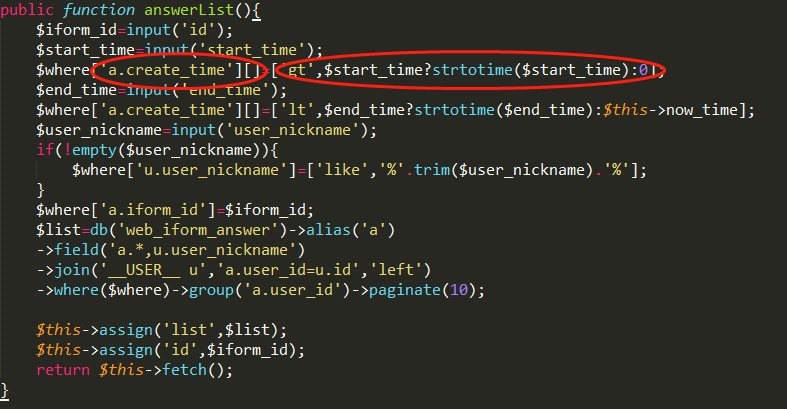 public function answerList(){
$iform_id=input('id');
$start_time=input('start_time');
$where['a.create_time'][]=['gt',$start_time?strtotime($start_time):0];
$end_time=input('end_time');
$where['a.create_time'][]=['lt',$end_time?strtotime($end_time):$this->now_time];
$user_nickname=input('user_nickname');
if(!empty($user_nickname)){
$where['u.user_nickname']=['like','%'.trim($user_nickname).'%'];
}
$where['a.iform_id']=$iform_id;
$list=db('web_iform_answer')->alias('a')
->field('a.*,u.user_nickname')
->join('__USER__ u','a.user_id=u.id','left')
->where($where)->group('a.user_id')->paginate(10);
$this->assign('list',$list);
$this->assign('id',$iform_id);
return $this->fetch();
}